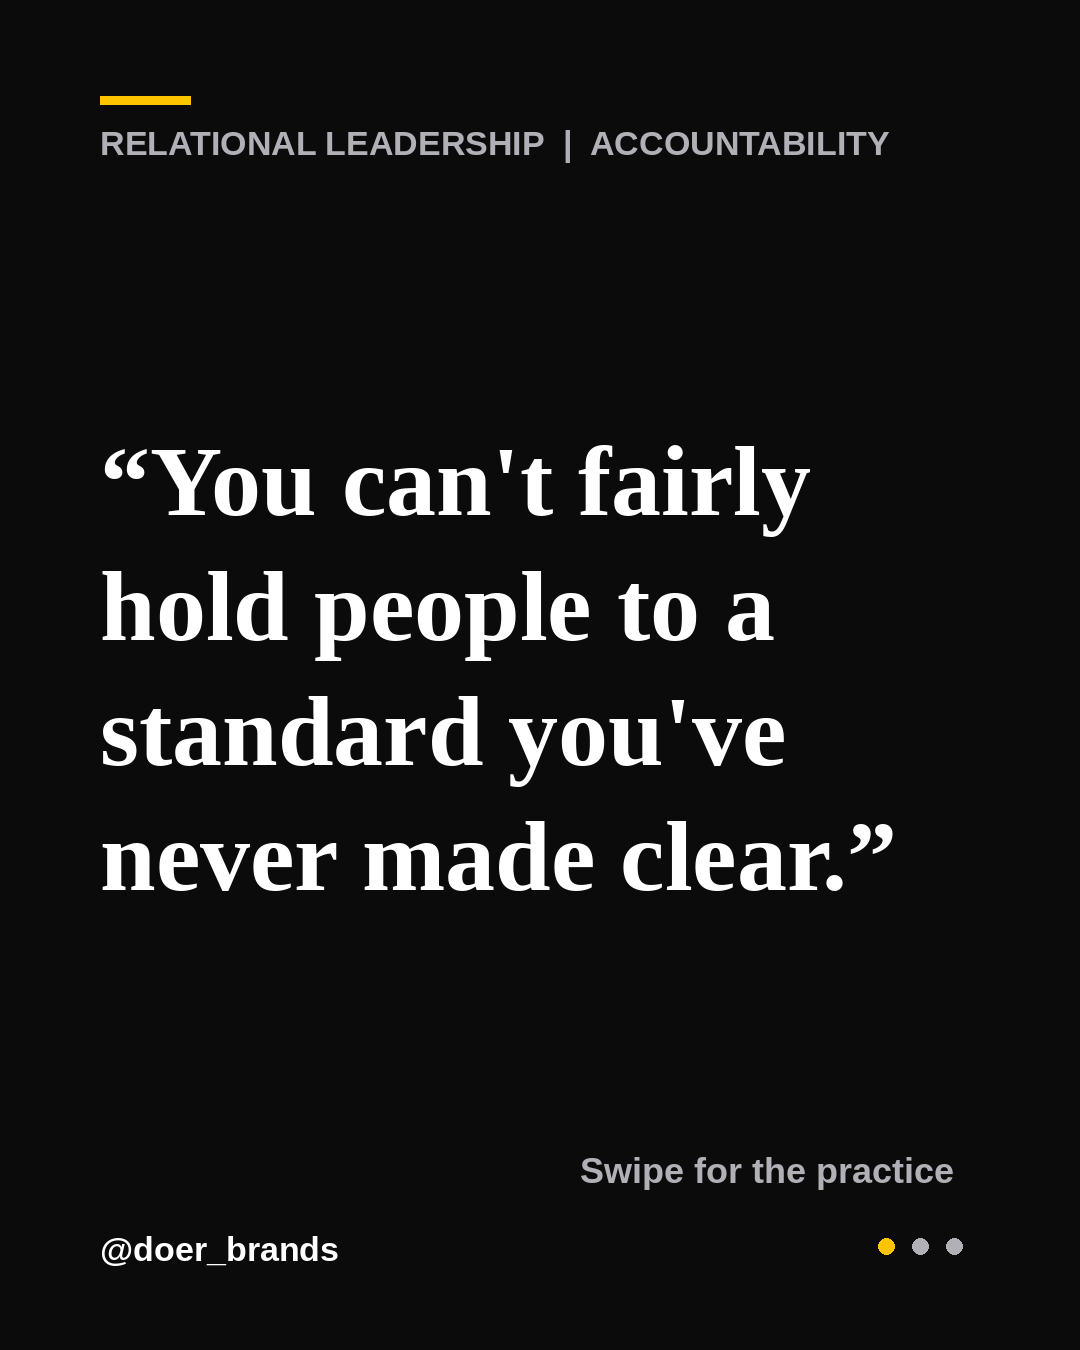 RELATIONAL LEADERSHIP | ACCOUNTABILITY
“You can't fairly
hold people to a
standard you've
never made clear.”
Swipe for the practice
@doer_brands